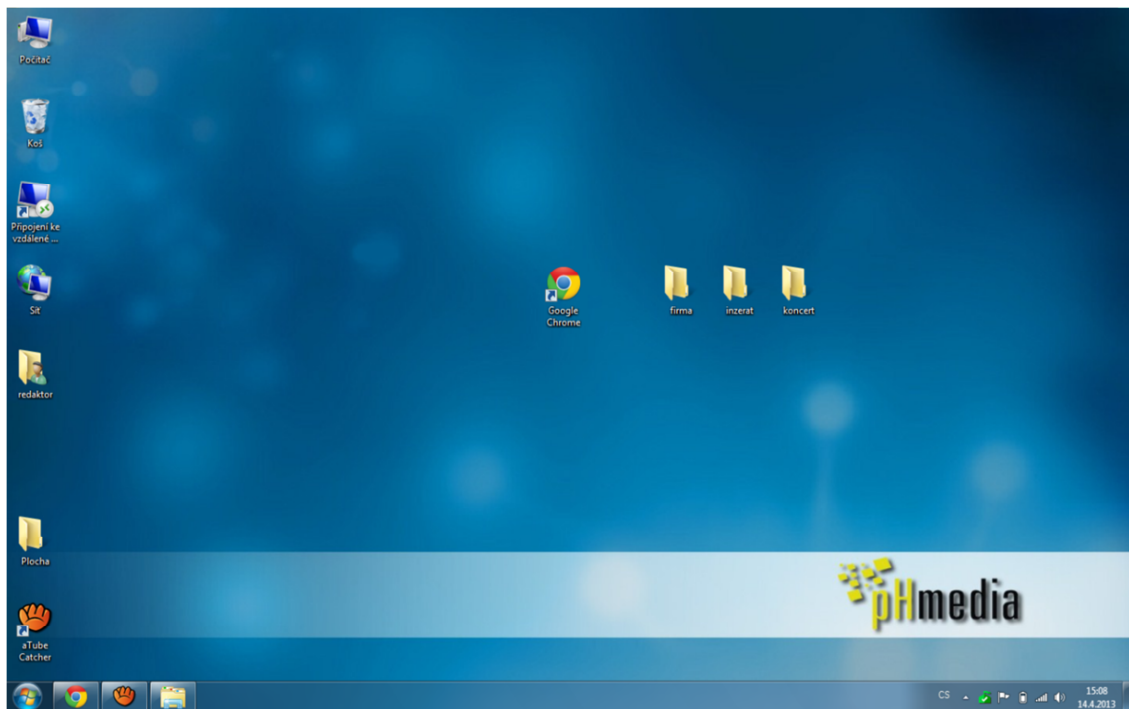 Počítač
Koš
Připojení ke
vzdálené ...
Síť
redaktor
Plocha
aTube
Catcher
Google
Chrome
firma
inzerat
koncert
pHmedia
CS
15:08
14.4.2013